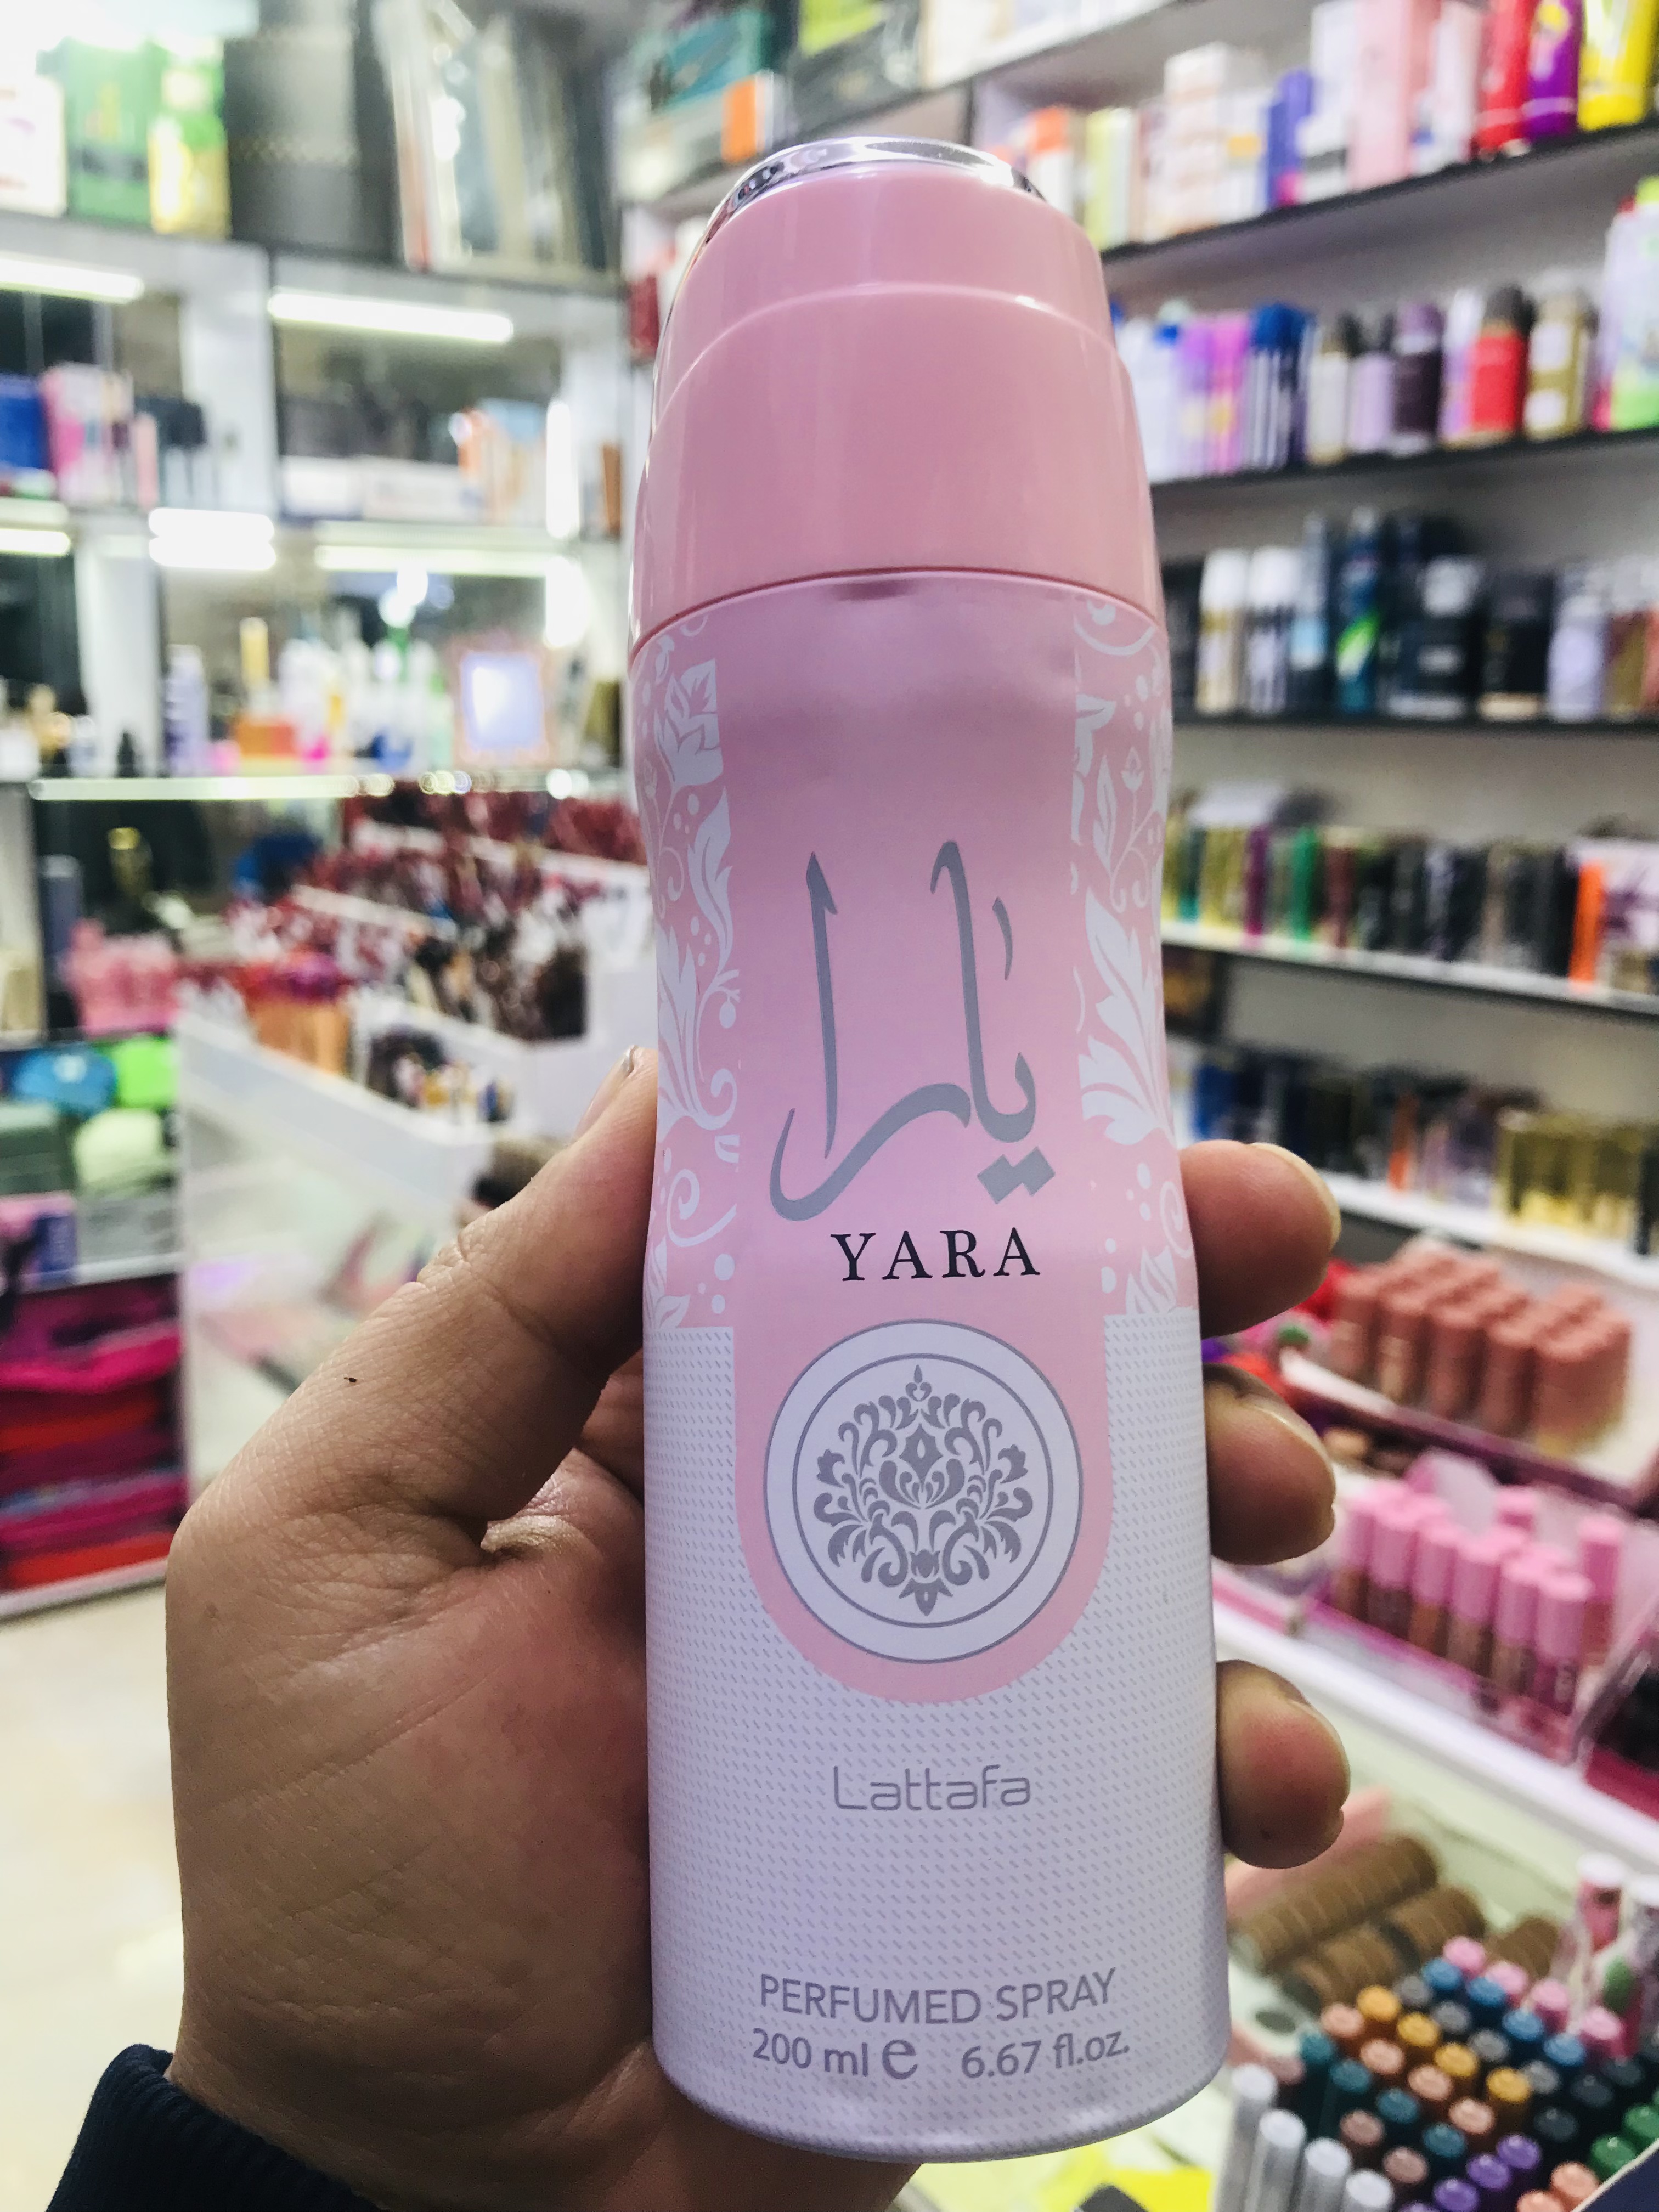 يارا
YARA
Lattafa
PERFUMED SPRAY
200 ml e 6.67 fl.oz.